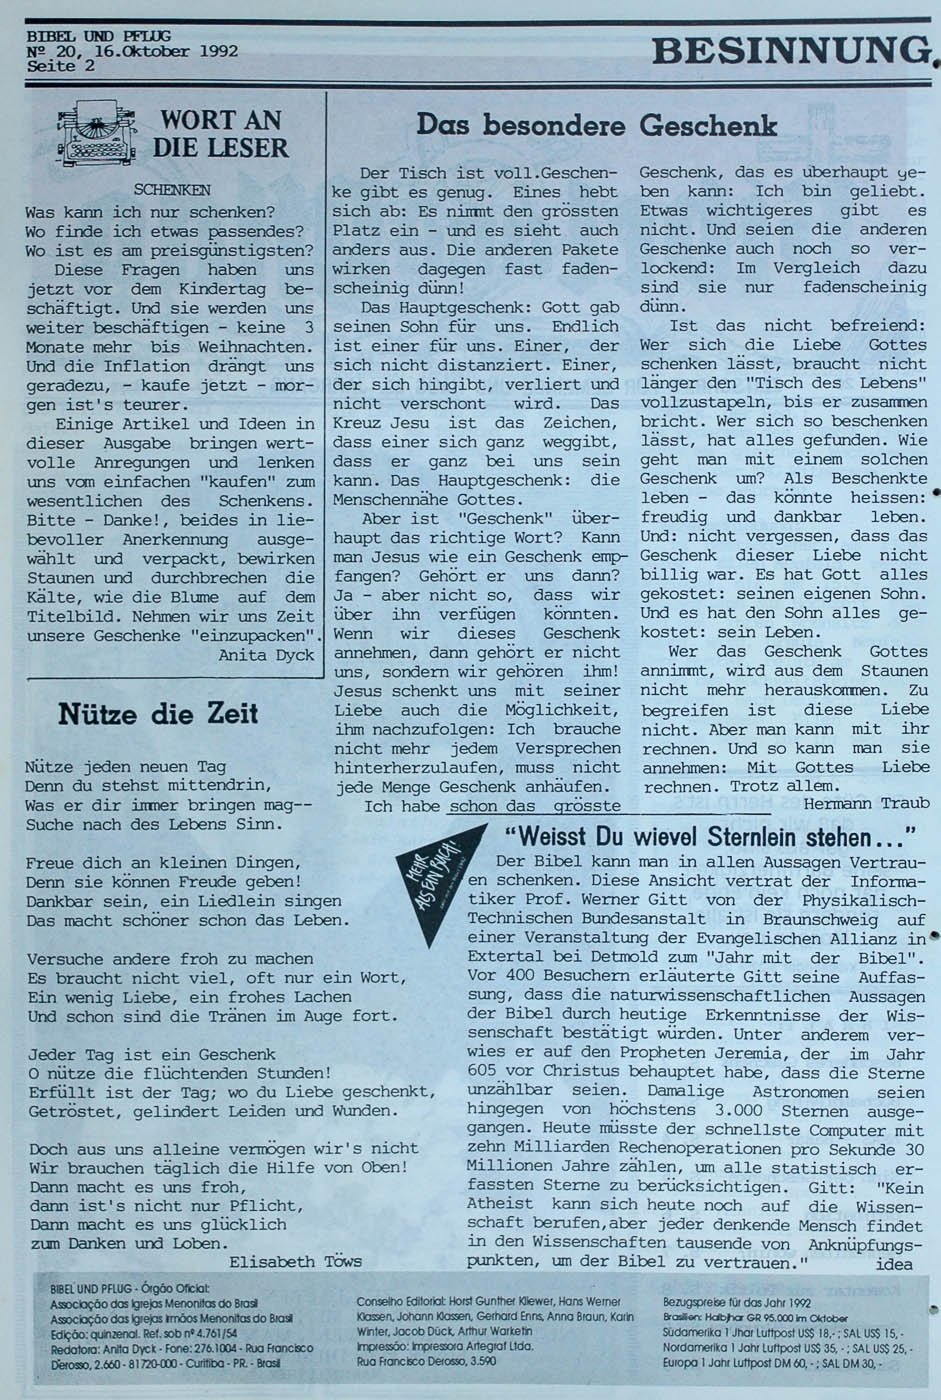 BIBEL UND PFLUG
Nº 20, 16.Oktober 1992
Seite 2
BESINNUNG
WORT AN
DIE LESER
SCHENKEN
Was kann ich nur schenken?
Wo finde ich etwas passendes?
Wo ist es am preisgünstigsten?
Diese Fragen haben uns
jetzt vor dem Kindertag be-
schäftigt. Und sie werden uns
weiter beschäftigen - keine 3
Monate mehr bis Weihnachten.
Und die Inflation drängt uns
geradezu, - kaufe jetzt - mor-
gen ist's teurer.
Einige Artikel und Ideen in
dieser Ausgabe bringen wert-
volle Anregungen und lenken
uns vom einfachen "kaufen" zum
wesentlichen des Schenkens.
Bitte - Danke!, beides in lie-
bevoller Anerkennung ausge-
wählt und verpackt, bewirken
Staunen und durchbrechen die
Kälte, wie die Blume auf dem
Titelbild. Nehmen wir uns Zeit
unsere Geschenke "einzupacken".
Anita Dyck
Das besondere Geschenk
Der Tisch ist voll.Geschen-
ke gibt es genug. Eines hebt
sich ab: Es nimmt den grössten
Platz ein - und es sieht auch
anders aus. Die anderen Pakete
wirken dagegen fast faden-
scheinig dünn!
Das Hauptgeschenk: Gott gab
seinen Sohn für uns. Endlich
ist einer für uns. Einer, der
sich nicht distanziert. Einer,
der sich hingibt, verliert und
nicht verschont wird. Das
Kreuz Jesu ist das Zeichen,
dass einer sich ganz weggibt,
dass er ganz bei uns sein
kann. Das Hauptgeschenk: die
Menschennähe Gottes.
Aber ist "Geschenk" über-
haupt das richtige Wort? Kann
man Jesus wie ein Geschenk emp-
fangen? Gehört er uns dann?
Ja - aber nicht so, dass wir
über ihn verfügen könnten.
Wenn wir dieses Geschenk
annehmen, dann gehört er nicht
uns, sondern wir gehören ihm!
Jesus schenkt uns mit seiner
Liebe auch die Möglichkeit,
ihm nachzufolgen: Ich brauche
nicht mehr jedem Versprechen
hinterherzulaufen, muss nicht
jede Menge Geschenk anhäufen.
Ich habe schon das grösste
Geschenk, das es überhaupt ge-
ben kann: Ich bin geliebt.
Etwas wichtigeres gibt es
nicht. Und seien die anderen
Geschenke auch noch so ver-
lockend: Im Vergleich dazu
sind sie nur fadenscheinig
dünn.
Ist das nicht befreiend:
Wer sich die Liebe Gottes
schenken lässt, braucht nicht
länger den "Tisch des Lebens"
vollzustapeln, bis er zusammen
bricht. Wer sich so beschenken
lässt, hat alles gefunden. Wie
geht man mit einem solchen
Geschenk um? Als Beschenkte
leben - das könnte heissen:
freudig und dankbar leben.
Und: nicht vergessen, dass das
Geschenk dieser Liebe nicht
billig war. Es hat Gott alles
gekostet: seinen eigenen Sohn.
Und es hat den Sohn alles ge-
kostet: sein Leben.
Wer das Geschenk Gottes
annimmt, wird aus dem Staunen
nicht mehr herauskommen. Zu
begreifen ist diese Liebe
nicht. Aber man kann mit ihr
rechnen. Und so kann man sie
annehmen: Mit Gottes Liebe
rechnen. Trotz allem.
Hermann Traub
Nütze die Zeit
Nütze jeden neuen Tag
Denn du stehst mittendrin,
Was er dir immer bringen mag--
Suche nach des Lebens Sinn.
Freue dich an kleinen Dingen,
Denn sie können Freude geben!
Dankbar sein, ein Liedlein singen
Das macht schöner schon das Leben.
Versuche andere froh zu machen
Es braucht nicht viel, oft nur ein Wort,
Ein wenig Liebe, ein frohes Lachen
Und schon sind die Tränen im Auge fort.
Jeder Tag ist ein Geschenk
O nütze die flüchtenden Stunden!
Erfüllt ist der Tag; wo du Liebe geschenkt,
Getröstet, gelindert Leiden und Wunden.
Doch aus uns alleine vermögen wir's nicht
Wir brauchen täglich die Hilfe von Oben!
Dann macht es uns froh,
dann ist's nicht nur Pflicht,
Dann macht es uns glücklich
zum Danken und Loben.
Elisabeth Töws
MEHR
ALS EIN BUCH
"Weisst Du wievel Sternlein stehen..."
Der Bibel kann man in allen Aussagen Vertrau-
en schenken. Diese Ansicht vertrat der Informa-
tiker Prof. Werner Gitt von der Physikalisch-
Technischen Bundesanstalt in Braunschweig auf
einer Veranstaltung der Evangelischen Allianz in
Extertal bei Detmold zum "Jahr mit der Bibel".
Vor 400 Besuchern erläuterte Gitt seine Auffas-
sung, dass die naturwissenschaftlichen Aussagen
der Bibel durch heutige Erkenntnisse der Wis-
senschaft bestätigt würden. Unter anderem ver-
wies er auf den Propheten Jeremia, der im Jahr
605 vor Christus behauptet habe, dass die Sterne
unzählbar seien. Damalige Astronomen seien
hingegen von höchstens 3.000 Sternen ausge-
gangen. Heute müsste der schnellste Computer mit
zehn Milliarden Rechenoperationen pro Sekunde 30
Millionen Jahre zählen, um alle statistisch er-
fassten Sterne zu berücksichtigen. Gitt: "Kein
Atheist kann sich heute noch auf die Wissen-
schaft berufen,aber jeder denkende Mensch findet
in den Wissenschaften tausende von Anknüpfungs-
punkten, um der Bibel zu vertrauen." idea
BIBEL UND PFLUG - Órgão Oficial:
Associação das Igrejas Menonitas do Brasil
Associação das Igrejas Irmãos Menonitas do Brasil
Edição: quinzenal. Ref. sob nº 4.761/54
Redatora: Anita Dyck - Fone: 276.1004 - Rua Francisco
Derosso, 2.660 - 81720-000 - Curitiba - PR. - Brasil
Conselho Editorial: Horst Gunther Kliewer, Hans Werner
Klassen, Johann Klassen, Gerhard Enns, Anna Braun, Karin
Winter, Jacob Dück, Arthur Warketin
Impressão: Impressora Artegraf Ltda.
Rua Francisco Derosso, 3.590
Bezugspreise für das Jahr 1992
Brasilien: Halbjhar GR 95.000 im Oktober
Südamerika 1 Jhar Luftpost US$ 18,- ; SAL US$ 15, -
Nordamerika 1 Jahr Luftpost US$ 35, - ; SAL US$ 25, -
Europa 1 Jahr Luftpost DM 60, - ; SAL DM 30, -